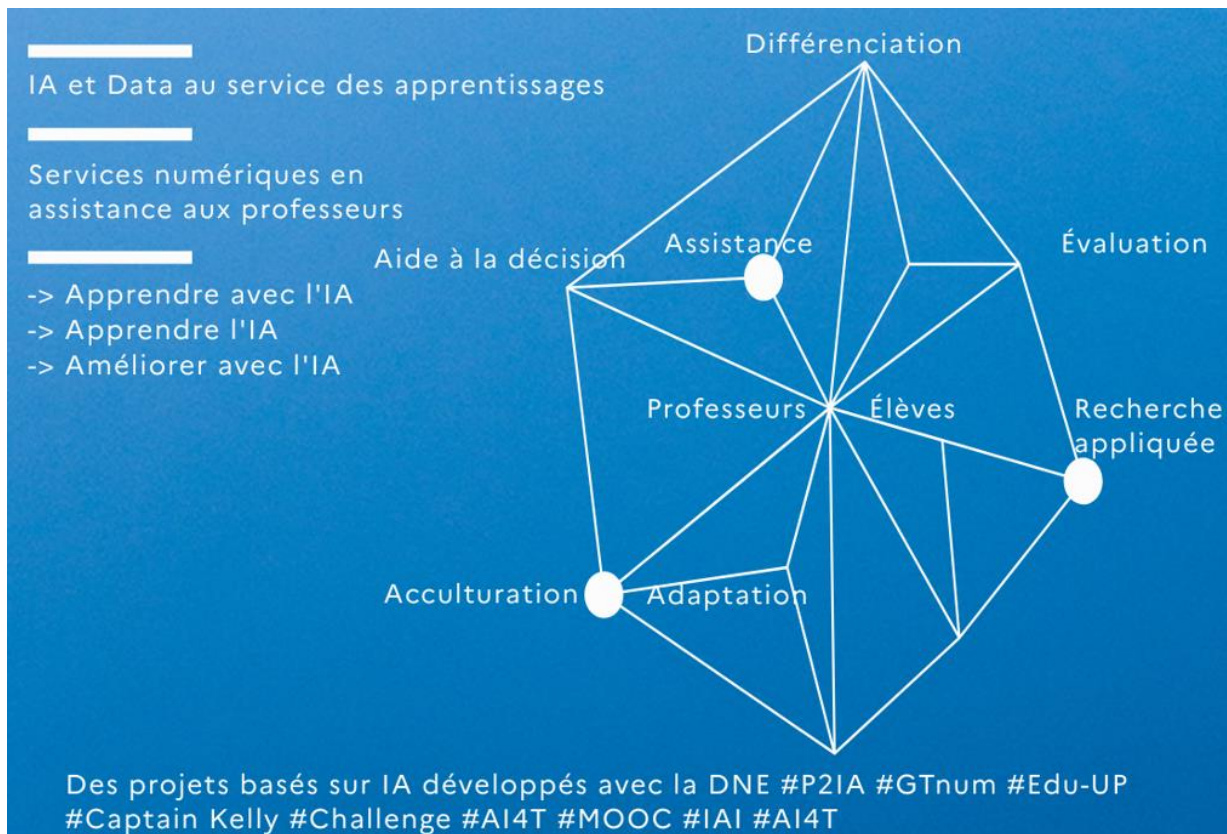 IA et Data au service des apprentissages
Services numériques en
assistance aux professeurs
-> Apprendre avec l'IA
-> Apprendre l'IA
-> Améliorer avec l'IA
Différenciation
Assistance
Évaluation
Aide à la décision
Professeurs
Élèves
Recherche
appliquée
Acculturation
Adaptation
Des projets basés sur IA développés avec la DNE #P2IA #GTnum #Edu-UP
#Captain Kelly #Challenge #AI4T #MOOC #IAI #AI4T